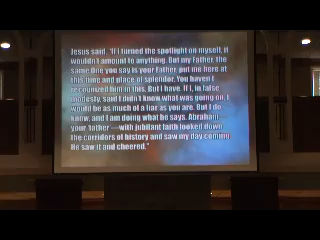 Jesus said, "If I turned the spotlight on myself, it
wouldn't amount to anything. But my Father, the
same One you say is your Father, put me here at
this time and place of splendor. You haven't
recognized him in this. But I have. If I, in false
modesty, said I didn't know what was going on, I
would be as much of a liar as you are. But I do
know, and I am doing what he says. Abraham—
your 'father'—with jubilant faith looked down
the corridors of history and saw my day coming.
He saw it and cheered."